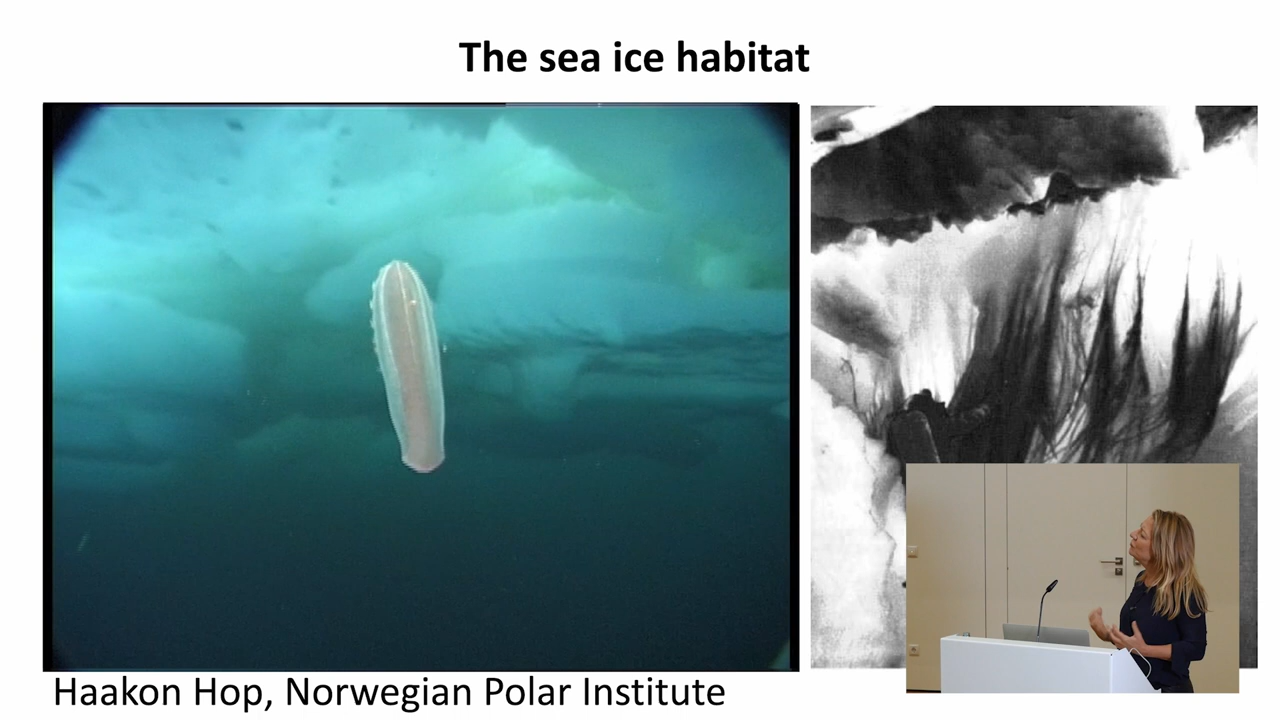 The sea ice habitat
Haakon Hop, Norwegian Polar Institute